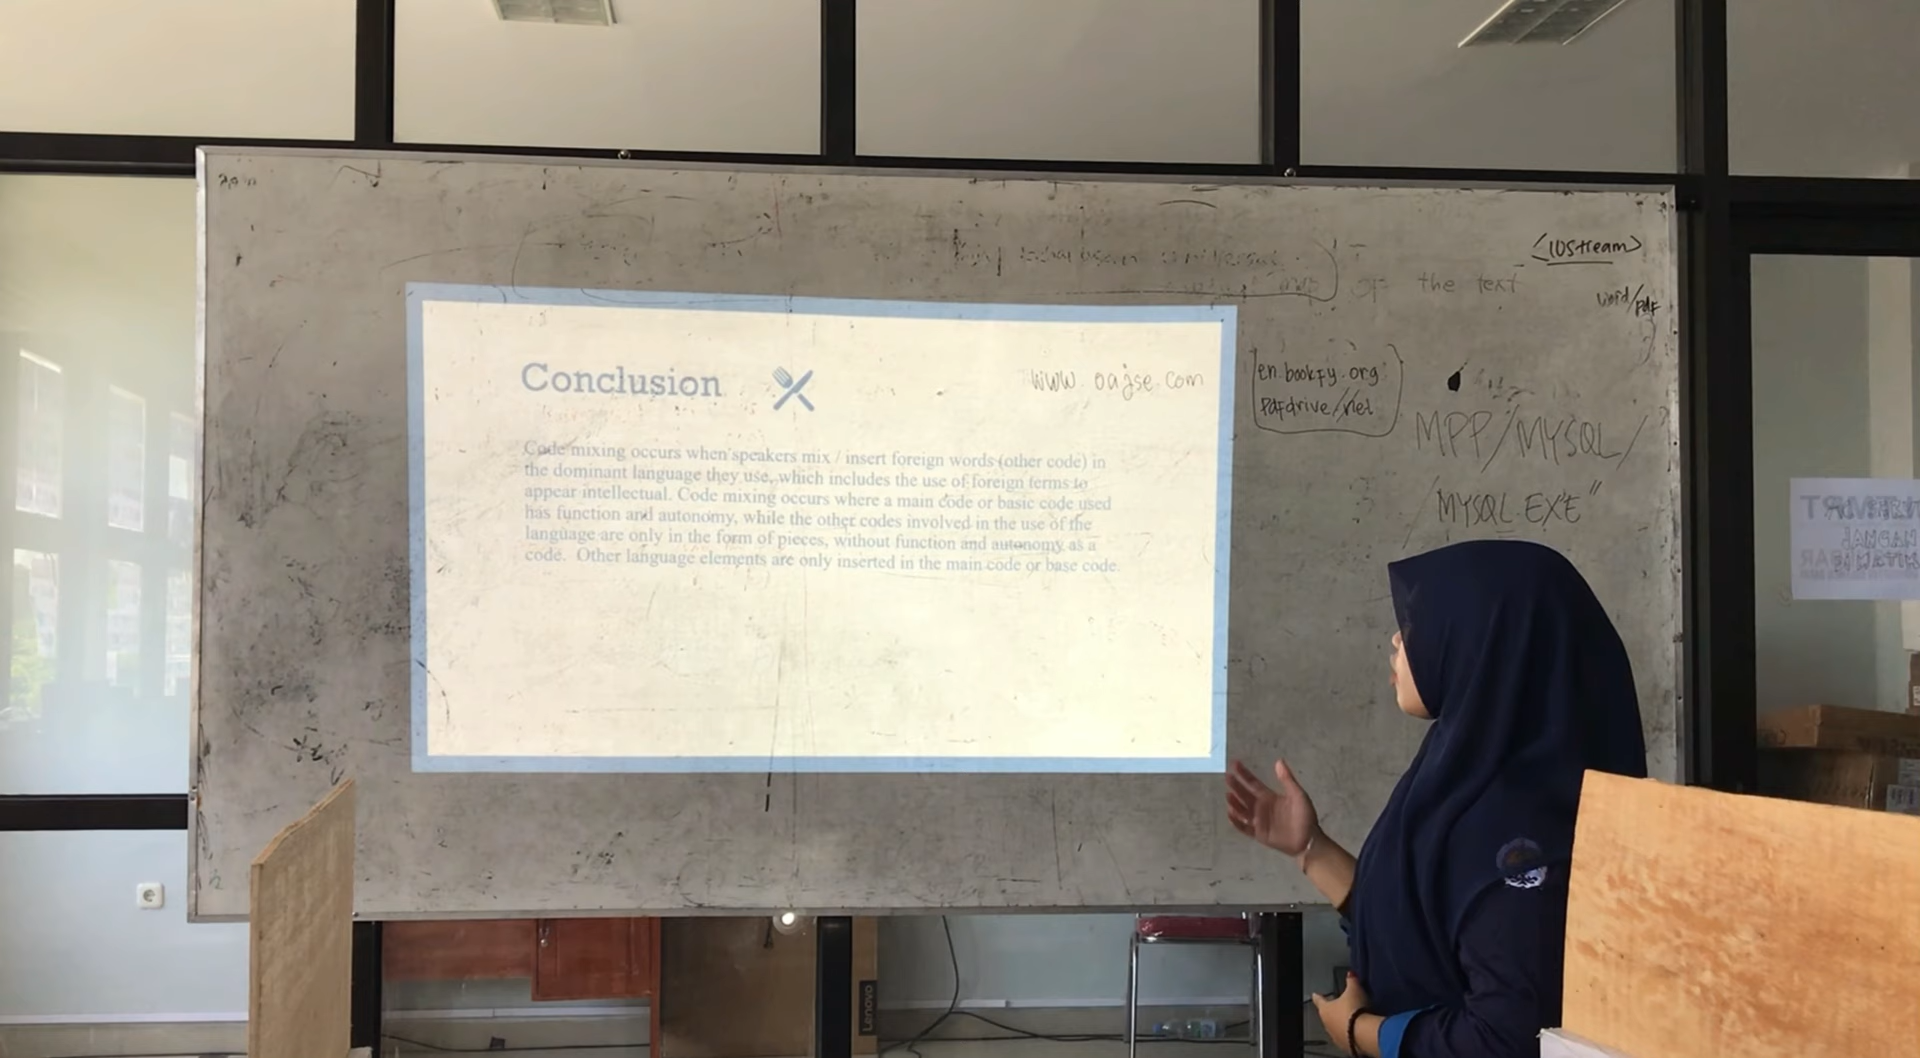 <IOStream>
of the text
word/pdf
Conclusion
www.oajse.com
en.bookfy.org
Pdfdrive/net
MPP/MYSQL/
/MYSQL EXE"
Code mixing occurs when speakers mix / insert foreign words (other code) in
the dominant language they use, which includes the use of foreign terms to
appear intellectual. Code mixing occurs where a main code or basic code used
has function and autonomy, while the other codes involved in the use of the
language are only in the form of pieces, without function and autonomy as a
code. Other language elements are only inserted in the main code or base code.
JANGAN
Lenovo